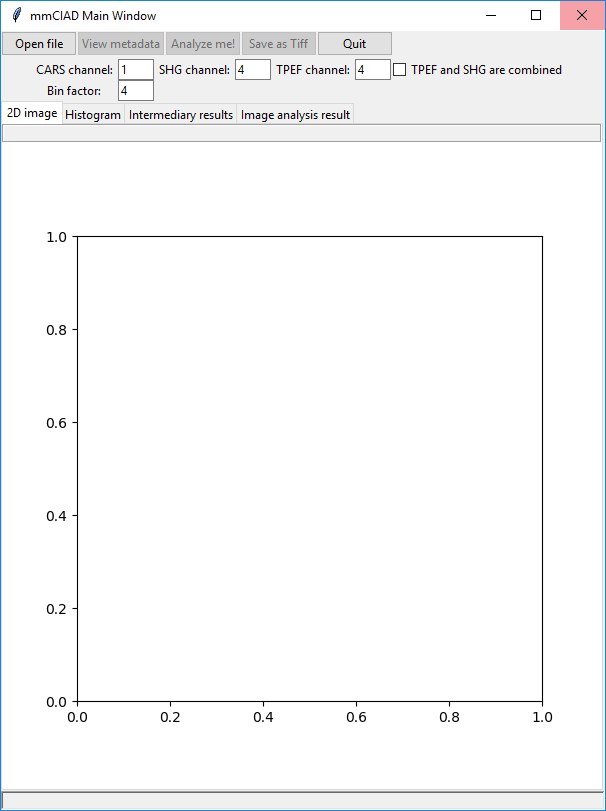 mmCIAD Main Window
Open file View metadata Analyze me! Save as Tiff Quit
CARS channel: 1 SHG channel: 4 TPEF channel: 4 TPEF and SHG are combined
Bin factor: 4
2D image Histogram Intermediary results Image analysis result
1.0
0.8
0.6
0.4
0.2
0.0
0.0 0.2 0.4 0.6 0.8 1.0